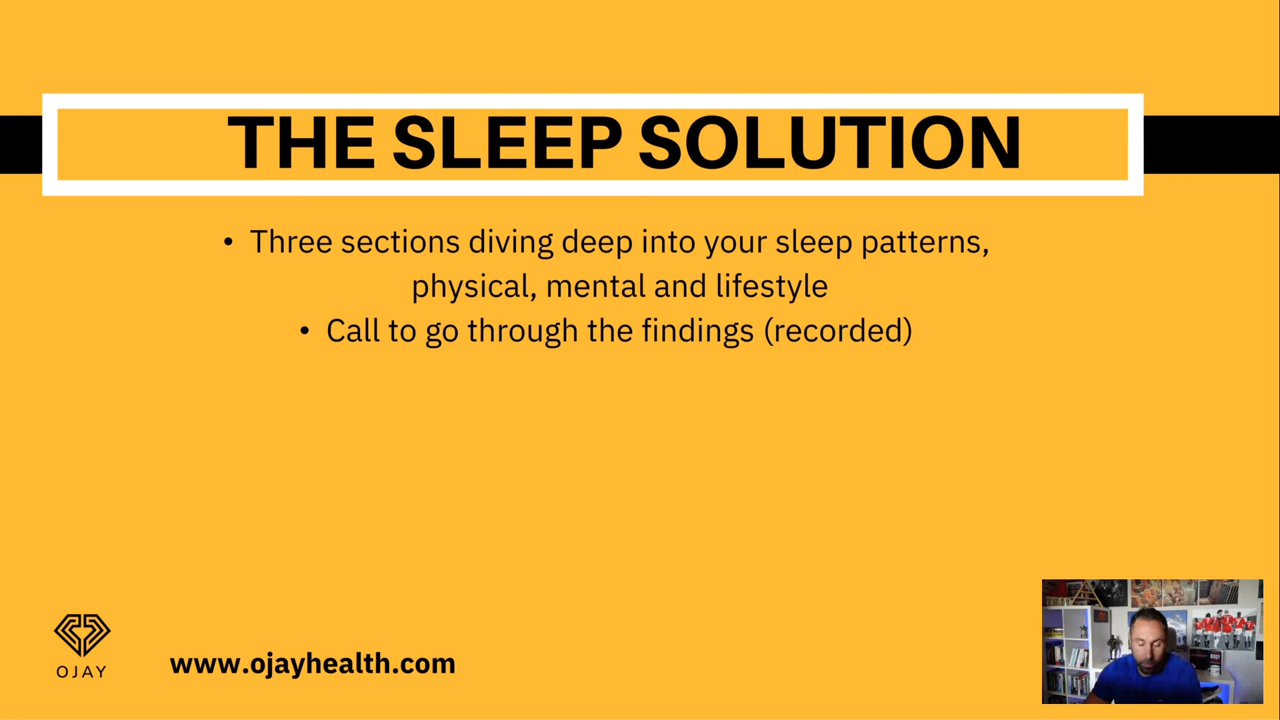 THE SLEEP SOLUTION
• Three sections diving deep into your sleep patterns,
physical, mental and lifestyle
• Call to go through the findings (recorded)
OJAY
www.ojayhealth.com